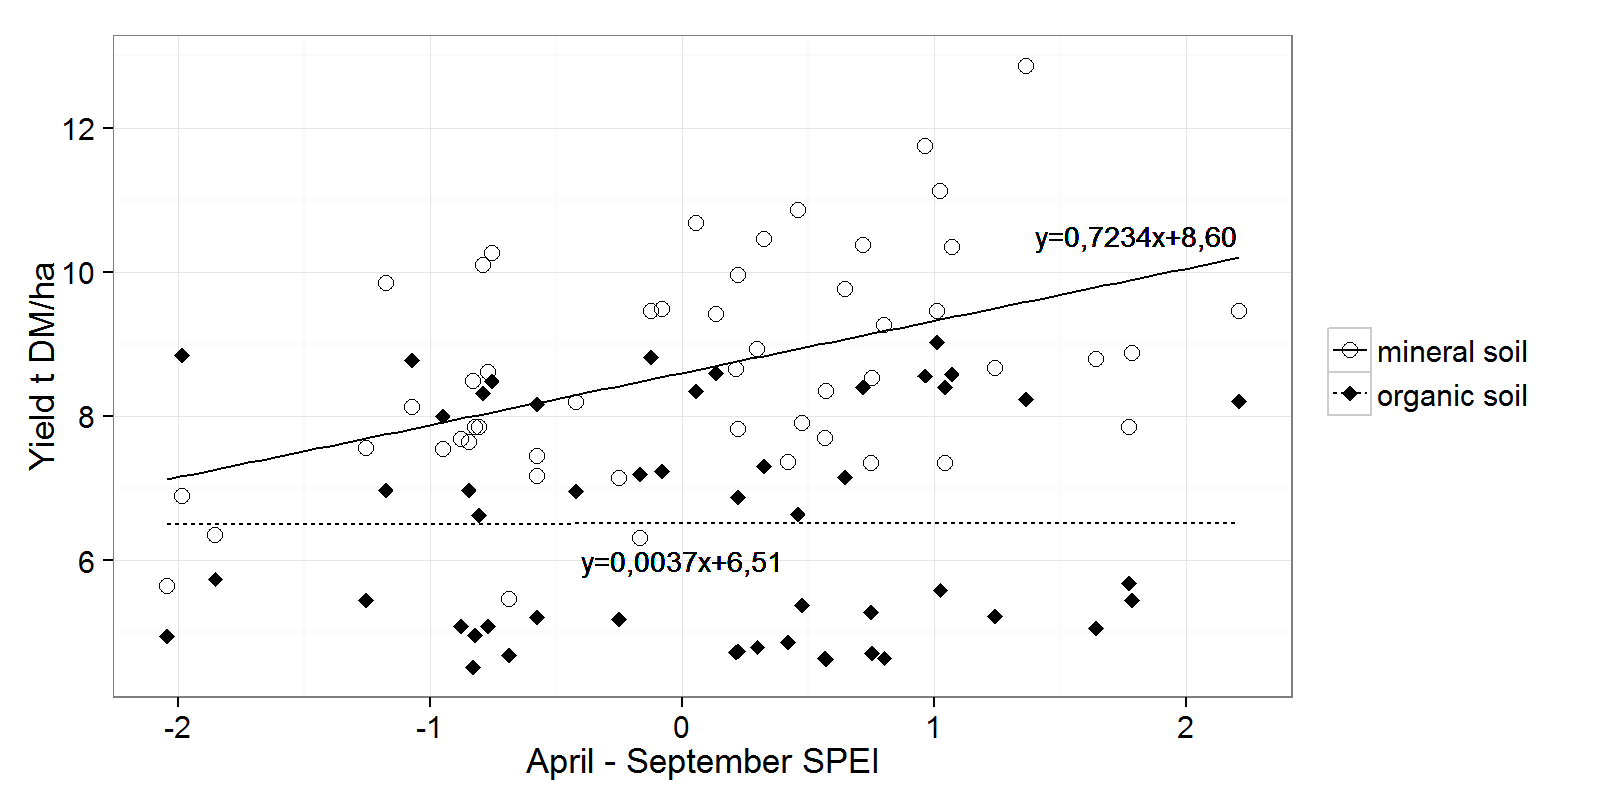 Yield t DM/ha
12
10
8
6
y=0,7234x+8,60
y=0,0037x+6,51
-2
-1
0
1
2
April - September SPEI
mineral soil
organic soil